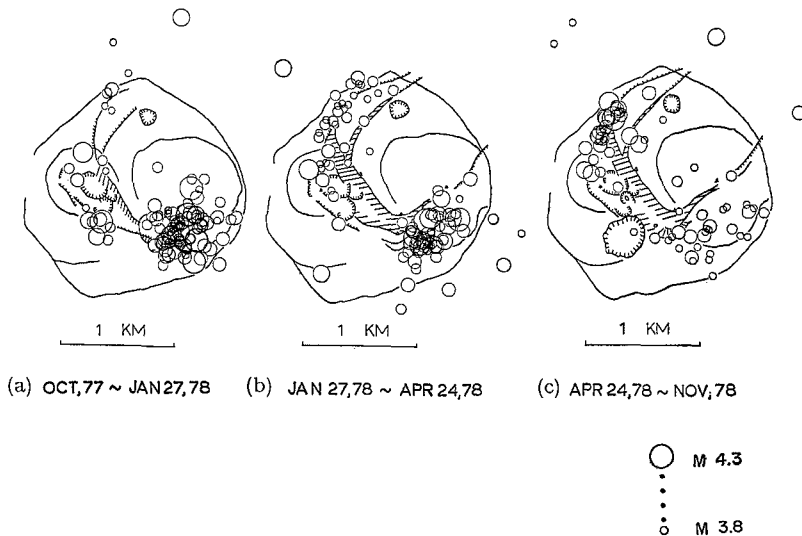 1 KM
1 KM
1 KM
(a) OCT,77 ~ JAN 27,78
(b) JAN 27,78 ~ APR 24,78
(c) APR 24,78 ~ NOV, 78
M 4.3
M 3.8